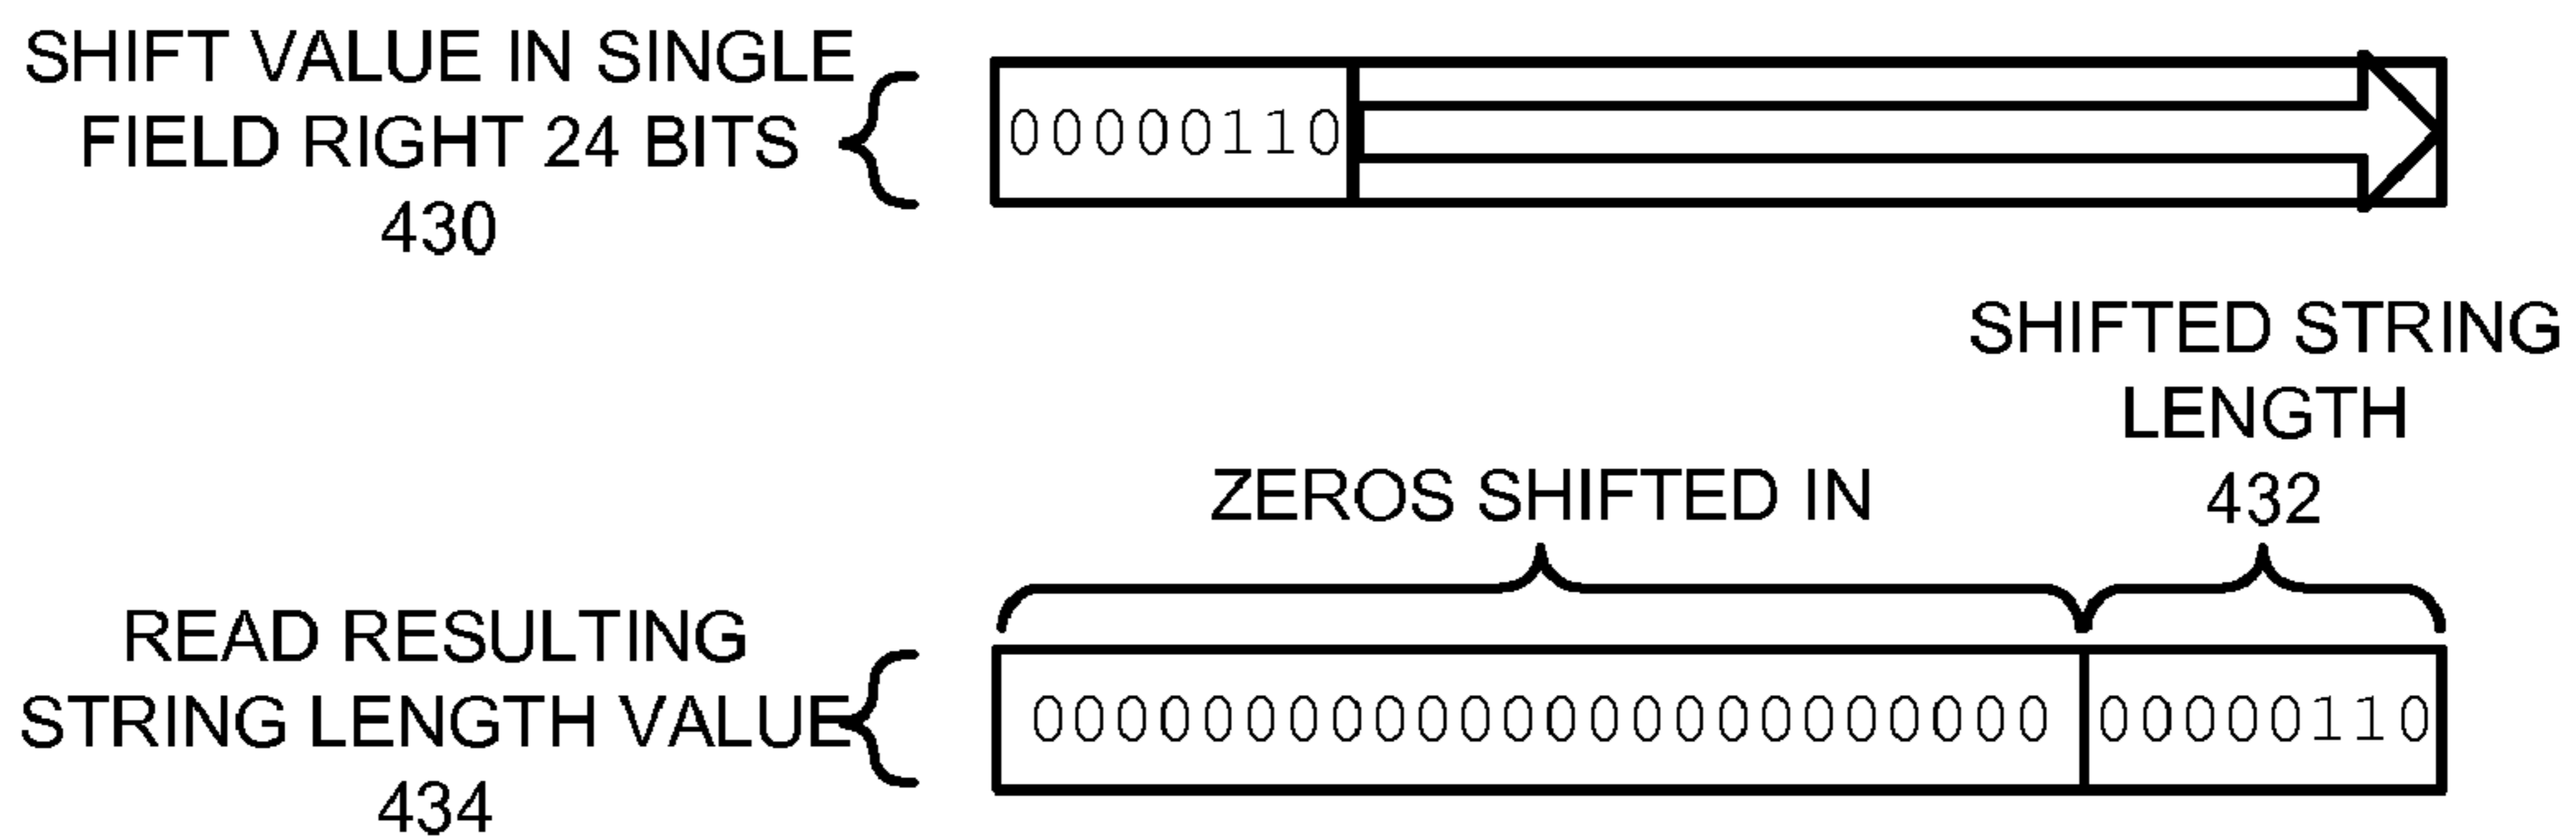 SHIFT VALUE IN SINGLE
FIELD RIGHT 24 BITS
430
00000110
SHIFTED STRING
LENGTH
432
ZEROS SHIFTED IN
READ RESULTING
STRING LENGTH VALUE
434
000000000000000000000000 00000110